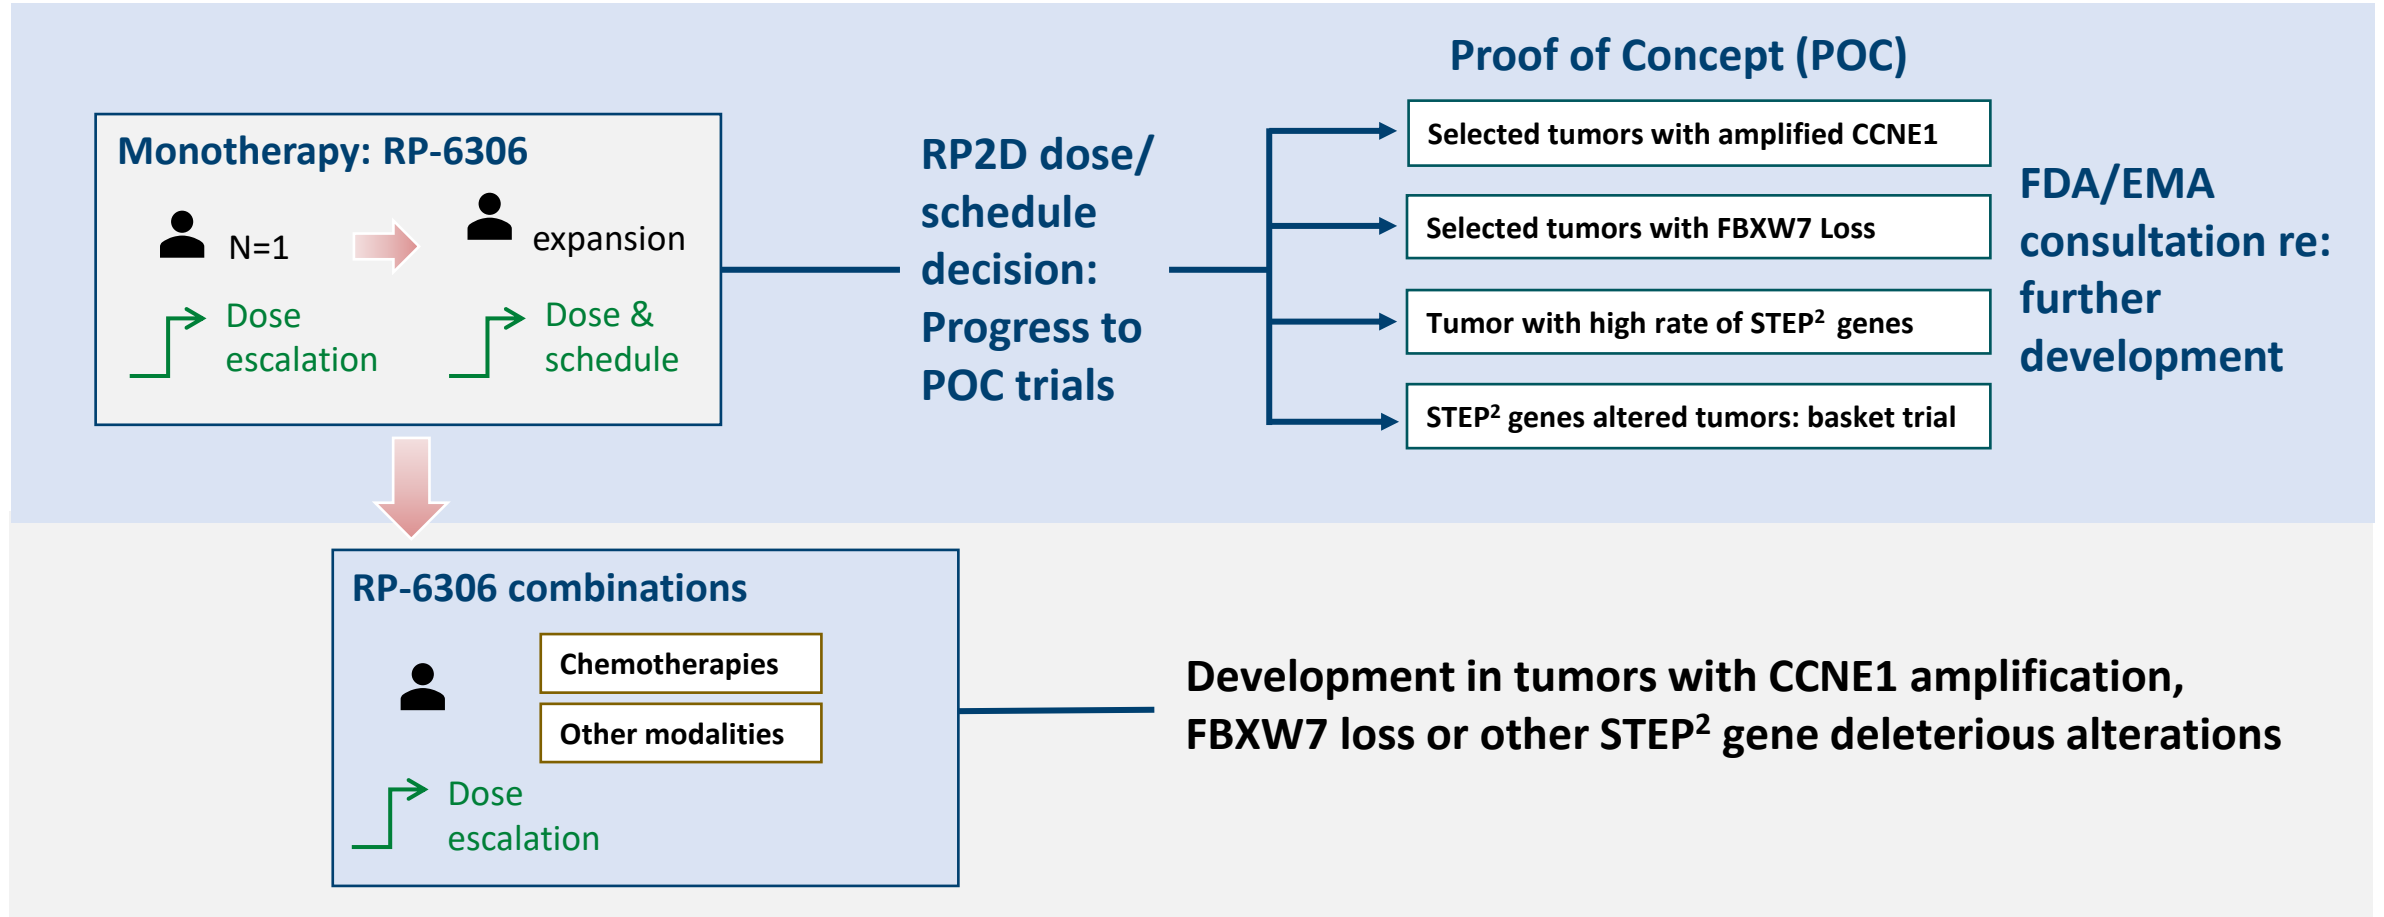 Proof of Concept (POC)
Monotherapy: RP-6306
N=1
expansion
Dose
escalation
Dose &
schedule
RP2D dose/
schedule
decision:
Progress to
POC trials
Selected tumors with amplified CCNE1
Selected tumors with FBXW7 Loss
Tumor with high rate of STEP² genes
STEP² genes altered tumors: basket trial
FDA/EMA
consultation re:
further
development
RP-6306 combinations
Chemotherapies
Other modalities
Dose
escalation
Development in tumors with CCNE1 amplification,
FBXW7 loss or other STEP² gene deleterious alterations